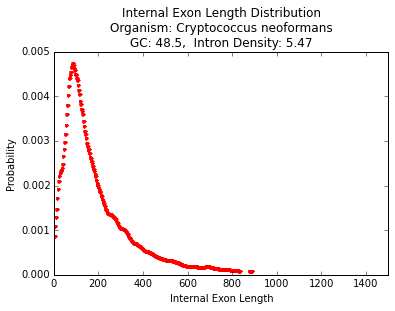 Internal Exon Length Distribution
Organism: Cryptococcus neoformans
GC: 48.5,  Intron Density: 5.47
0.005
0.004
0.003
0.002
0.001
0.000
Probability
0 200 400 600 800 1000 1200 1400
Internal Exon Length